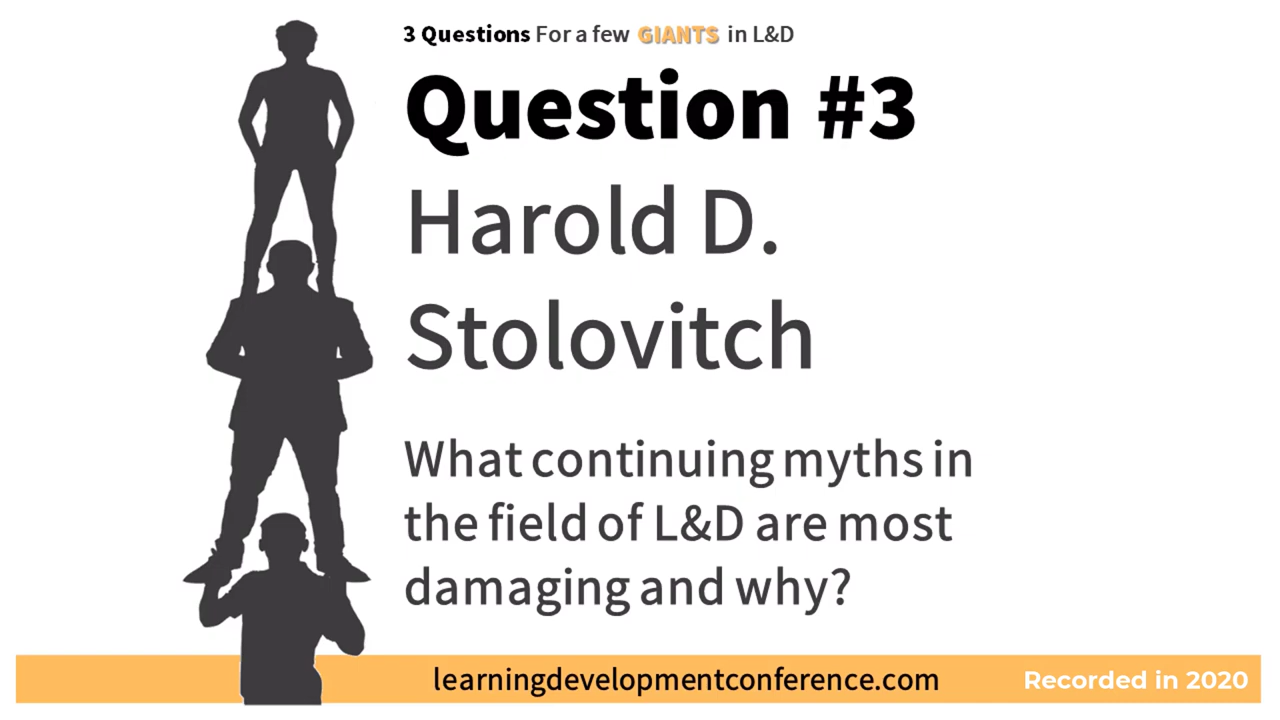 3 Questions For a few GIANTS in L&D
Question #3
Harold D.
Stolovitch
What continuing myths in
the field of L&D are most
damaging and why?
learningdevelopmentconference.com
Recorded in 2020